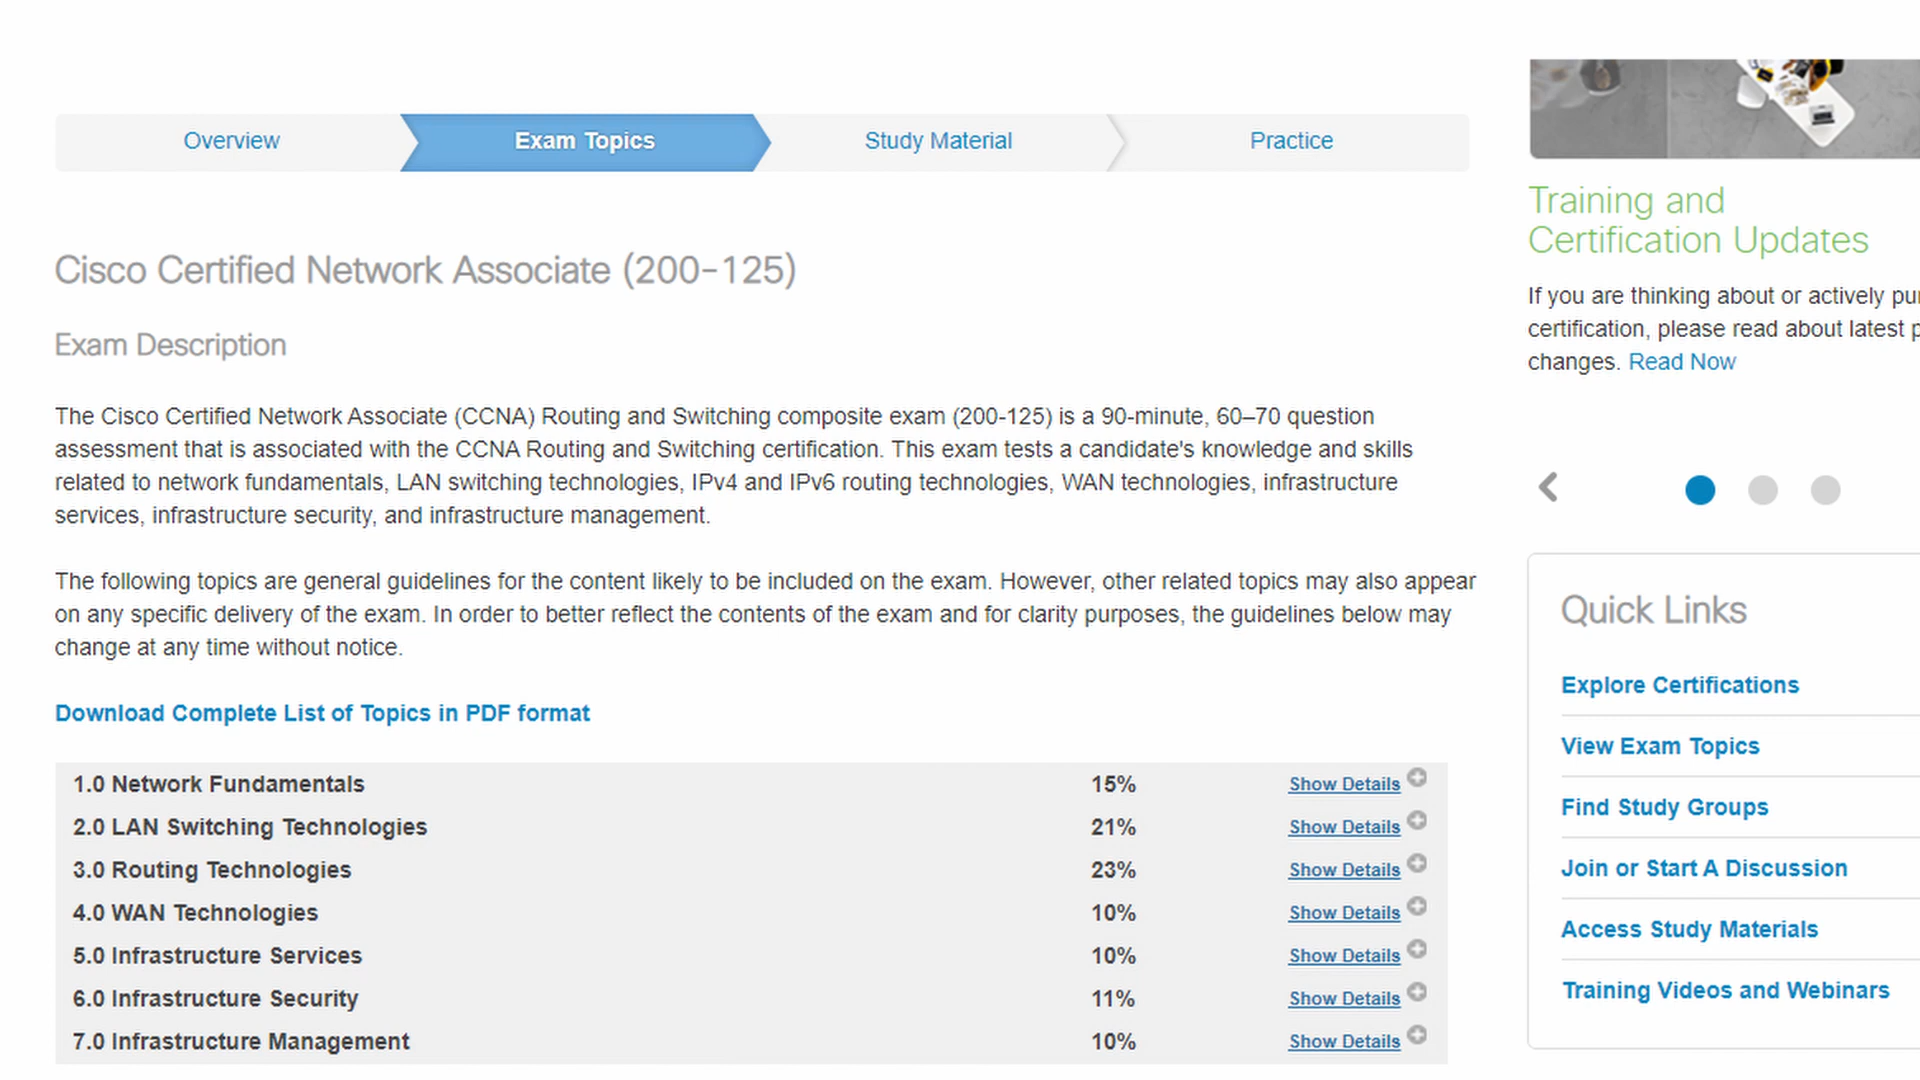 Overview
Exam Topics
Study Material
Practice
Cisco Certified Network Associate (200-125)
Exam Description
The Cisco Certified Network Associate (CCNA) Routing and Switching composite exam (200-125) is a 90-minute, 60–70 question
assessment that is associated with the CCNA Routing and Switching certification. This exam tests a candidate's knowledge and skills
related to network fundamentals, LAN switching technologies, IPv4 and IPv6 routing technologies, WAN technologies, infrastructure
services, infrastructure security, and infrastructure management.
The following topics are general guidelines for the content likely to be included on the exam. However, other related topics may also appear
on any specific delivery of the exam. In order to better reflect the contents of the exam and for clarity purposes, the guidelines below may
change at any time without notice.
Download Complete List of Topics in PDF format
1.0 Network Fundamentals 15% Show Details
2.0 LAN Switching Technologies 21% Show Details
3.0 Routing Technologies 23% Show Details
4.0 WAN Technologies 10% Show Details
5.0 Infrastructure Services 10% Show Details
6.0 Infrastructure Security 11% Show Details
7.0 Infrastructure Management 10% Show Details
Training and
Certification Updates
If you are thinking about or actively
certification, please read about latest
changes. Read Now
Quick Links
Explore Certifications
View Exam Topics
Find Study Groups
Join or Start A Discussion
Access Study Materials
Training Videos and Webinars